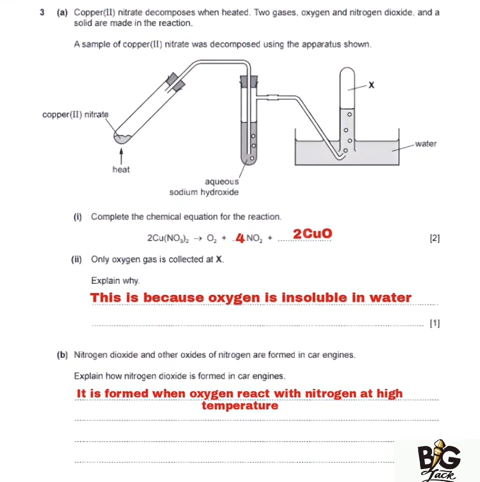 3 (a) Copper(II) nitrate decomposes when heated. Two gases, oxygen and nitrogen dioxide, and a
solid are made in the reaction.
A sample of copper(II) nitrate was decomposed using the apparatus shown.
X
copper(II) nitrate
water
heat
aqueous
sodium hydroxide
(i) Complete the chemical equation for the reaction.
2Cu(NO₃)₂ → O₂ + 4 NO₂ + 2CuO [2]
(ii) Only oxygen gas is collected at X.
Explain why.
This is because oxygen is insoluble in water
[1]
(b) Nitrogen dioxide and other oxides of nitrogen are formed in car engines.
Explain how nitrogen dioxide is formed in car engines.
It is formed when oxygen react with nitrogen at high
temperature
BIG
Jack